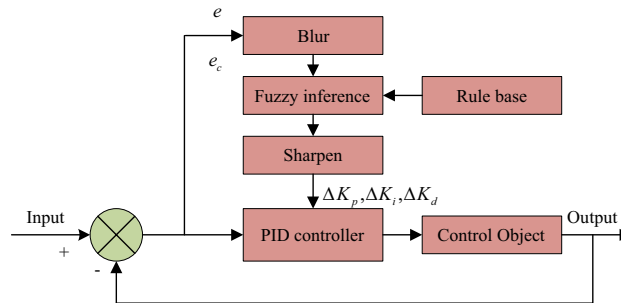 e
Blur
e_c
Fuzzy inference
Rule base
Sharpen
ΔK_p,ΔK_i,ΔK_d
Input
PID controller
Control Object
Output
+
-